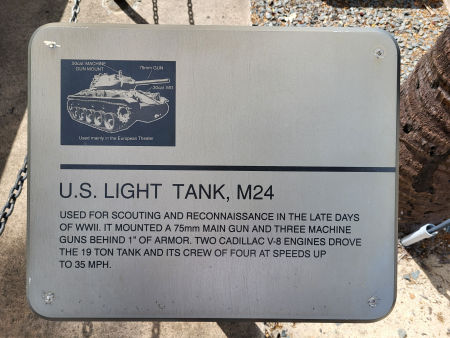 50cal MACHINE
GUN MOUNT
75mm GUN
30cal MG
Used mainly in the European Theater
U.S. LIGHT TANK, M24
USED FOR SCOUTING AND RECONNAISSANCE IN THE LATE DAYS
OF WWII. IT MOUNTED A 75mm MAIN GUN AND THREE MACHINE
GUNS BEHIND 1" OF ARMOR. TWO CADILLAC V-8 ENGINES DROVE
THE 19 TON TANK AND ITS CREW OF FOUR AT SPEEDS UP
TO 35 MPH.